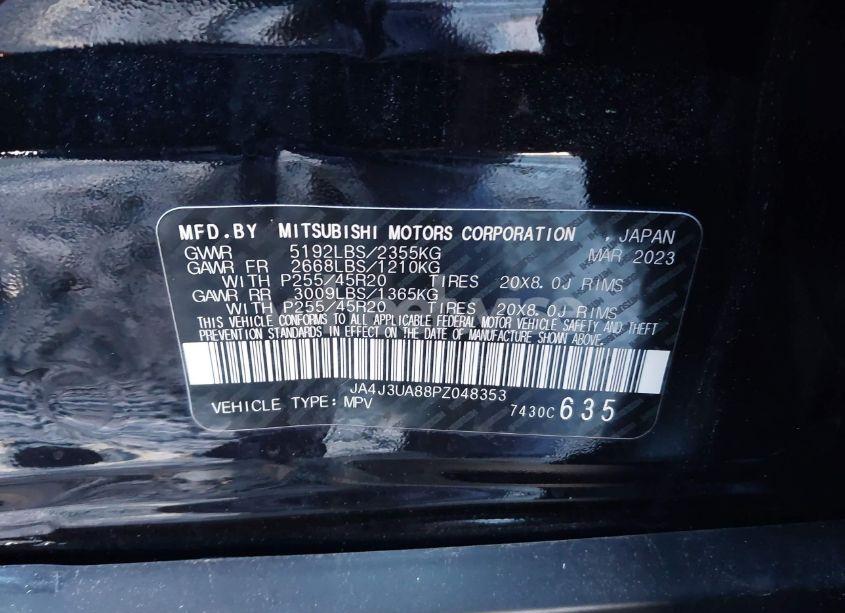 MFD.BY MITSUBISHI MOTORS CORPORATION , JAPAN
GVWR 5192LBS/2355KG MAR 2023
GAWR FR 2668LBS/1210KG
WITH P255/45R20 TIRES 20X8.0J RIMS
GAWR RR 3009LBS/1365KG
WITH P255/45R20 TIRES 20X8.0J RIMS
THIS VEHICLE CONFORMS TO ALL APPLICABLE FEDERAL MOTOR VEHICLE SAFETY AND THEFT
PREVENTION STANDARDS IN EFFECT ON THE DATE OF MANUFACTURE SHOWN ABOVE.
JA4J3UA88PZ048353
VEHICLE TYPE: MPV 7430C 635